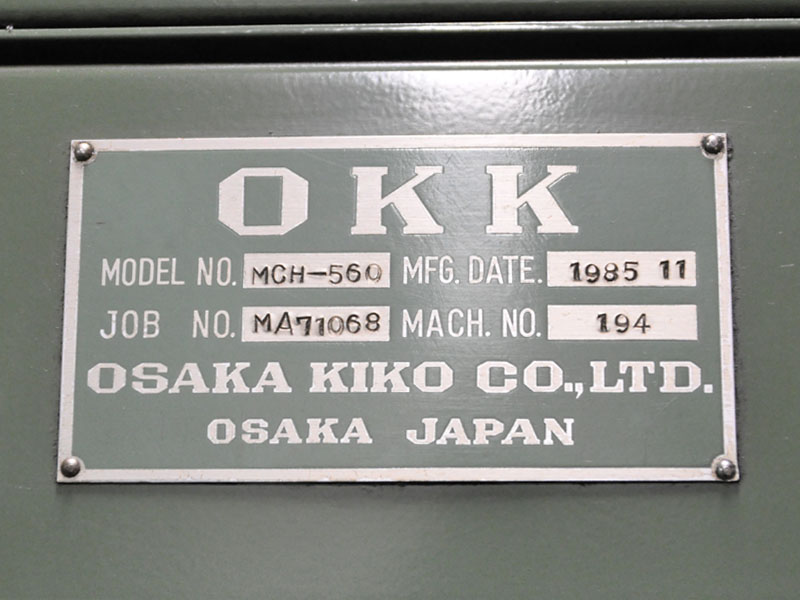 OKK
MODEL NO. MCH-560 MFG. DATE. 1985 11
JOB NO. MA71068 MACH. NO. 194
OSAKA KIKO CO.,LTD.
OSAKA JAPAN